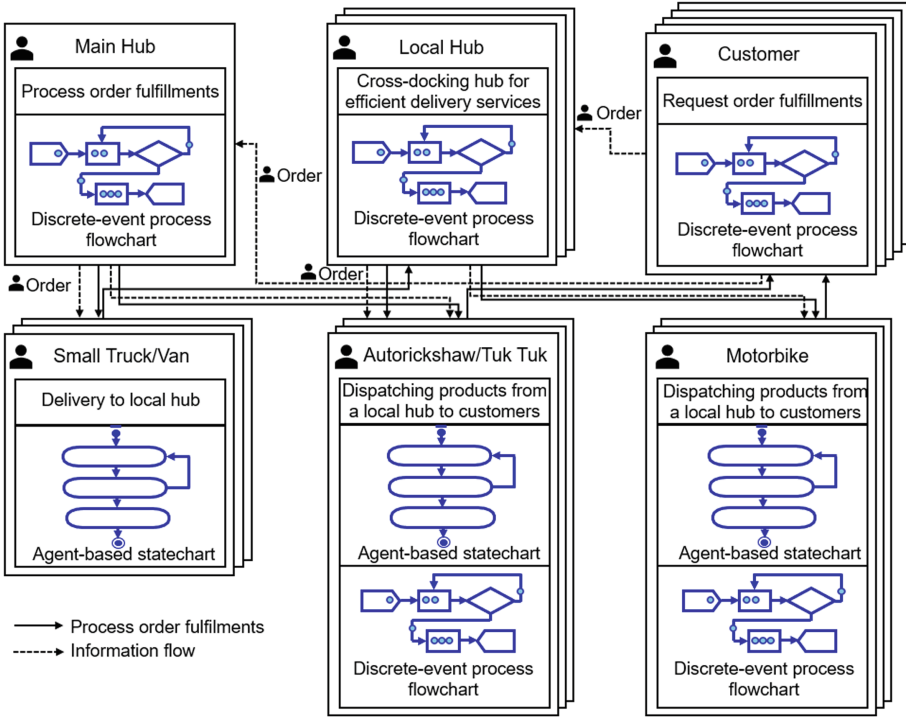 Main Hub
Process order fulfillments
Discrete-event process
flowchart
Local Hub
Cross-docking hub for
efficient delivery services
Discrete-event process
flowchart
Customer
Request order fulfillments
Discrete-event process
flowchart
Order
Order
Order
Order
Small Truck/Van
Delivery to local hub
Agent-based statechart
Autorickshaw/Tuk Tuk
Dispatching products from
a local hub to customers
Agent-based statechart
Discrete-event process
flowchart
Motorbike
Dispatching products from
a local hub to customers
Agent-based statechart
Discrete-event process
flowchart
Process order fulfilments
Information flow